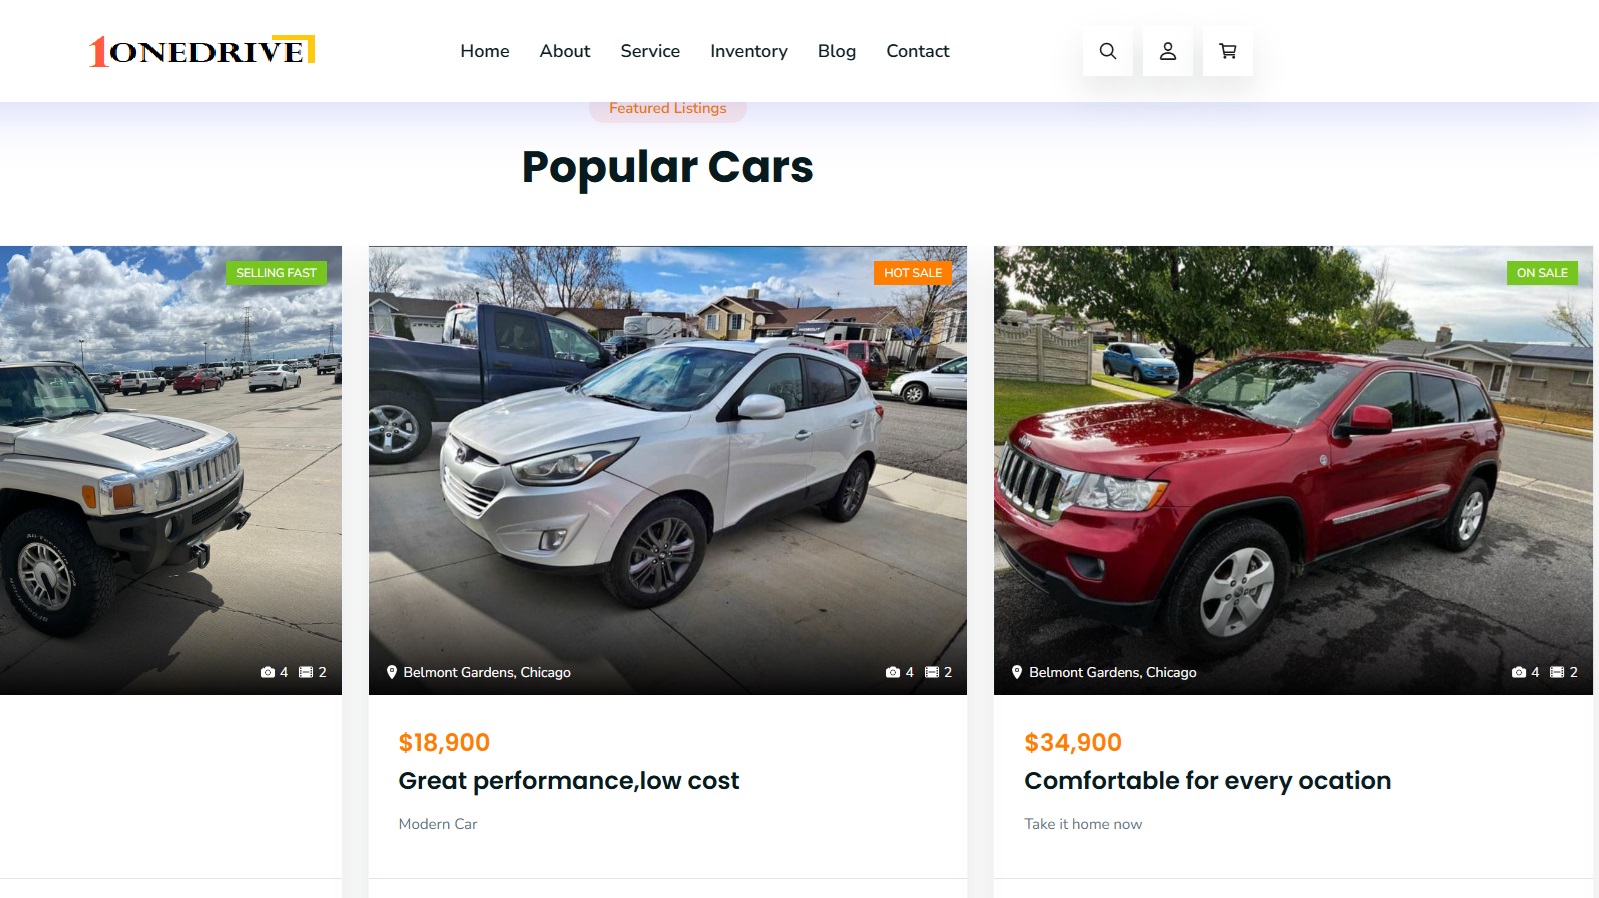 1ONEDRIVE
Home About Service Inventory Blog Contact
Featured Listings
Popular Cars
SELLING FAST
HOT SALE
ON SALE
4 2
Belmont Gardens, Chicago 4 2
Belmont Gardens, Chicago 4 2
$18,900
Great performance,low cost
Modern Car
$34,900
Comfortable for every ocation
Take it home now